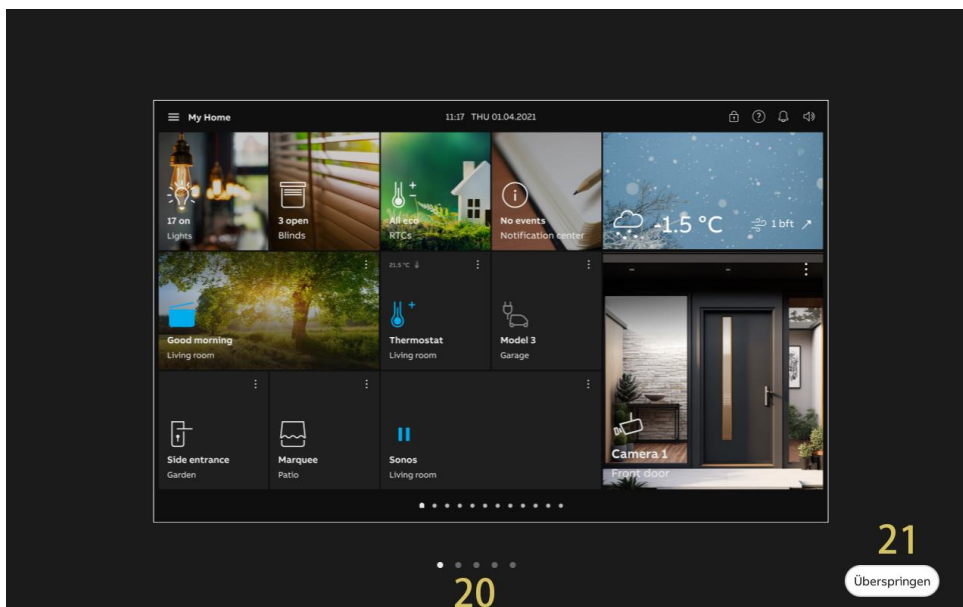 My Home
11:17 THU 01.04.2021
17 on
Lights
3 open
Blinds
All eco
RTCs
No events
Notification center
-1.5 °C
1 bft
Good morning
Living room
21.5 °C
Thermostat
Living room
Model 3
Garage
Side entrance
Garden
Marquee
Patio
Sonos
Living room
Camera 1
Front door
20
21
Überspringen